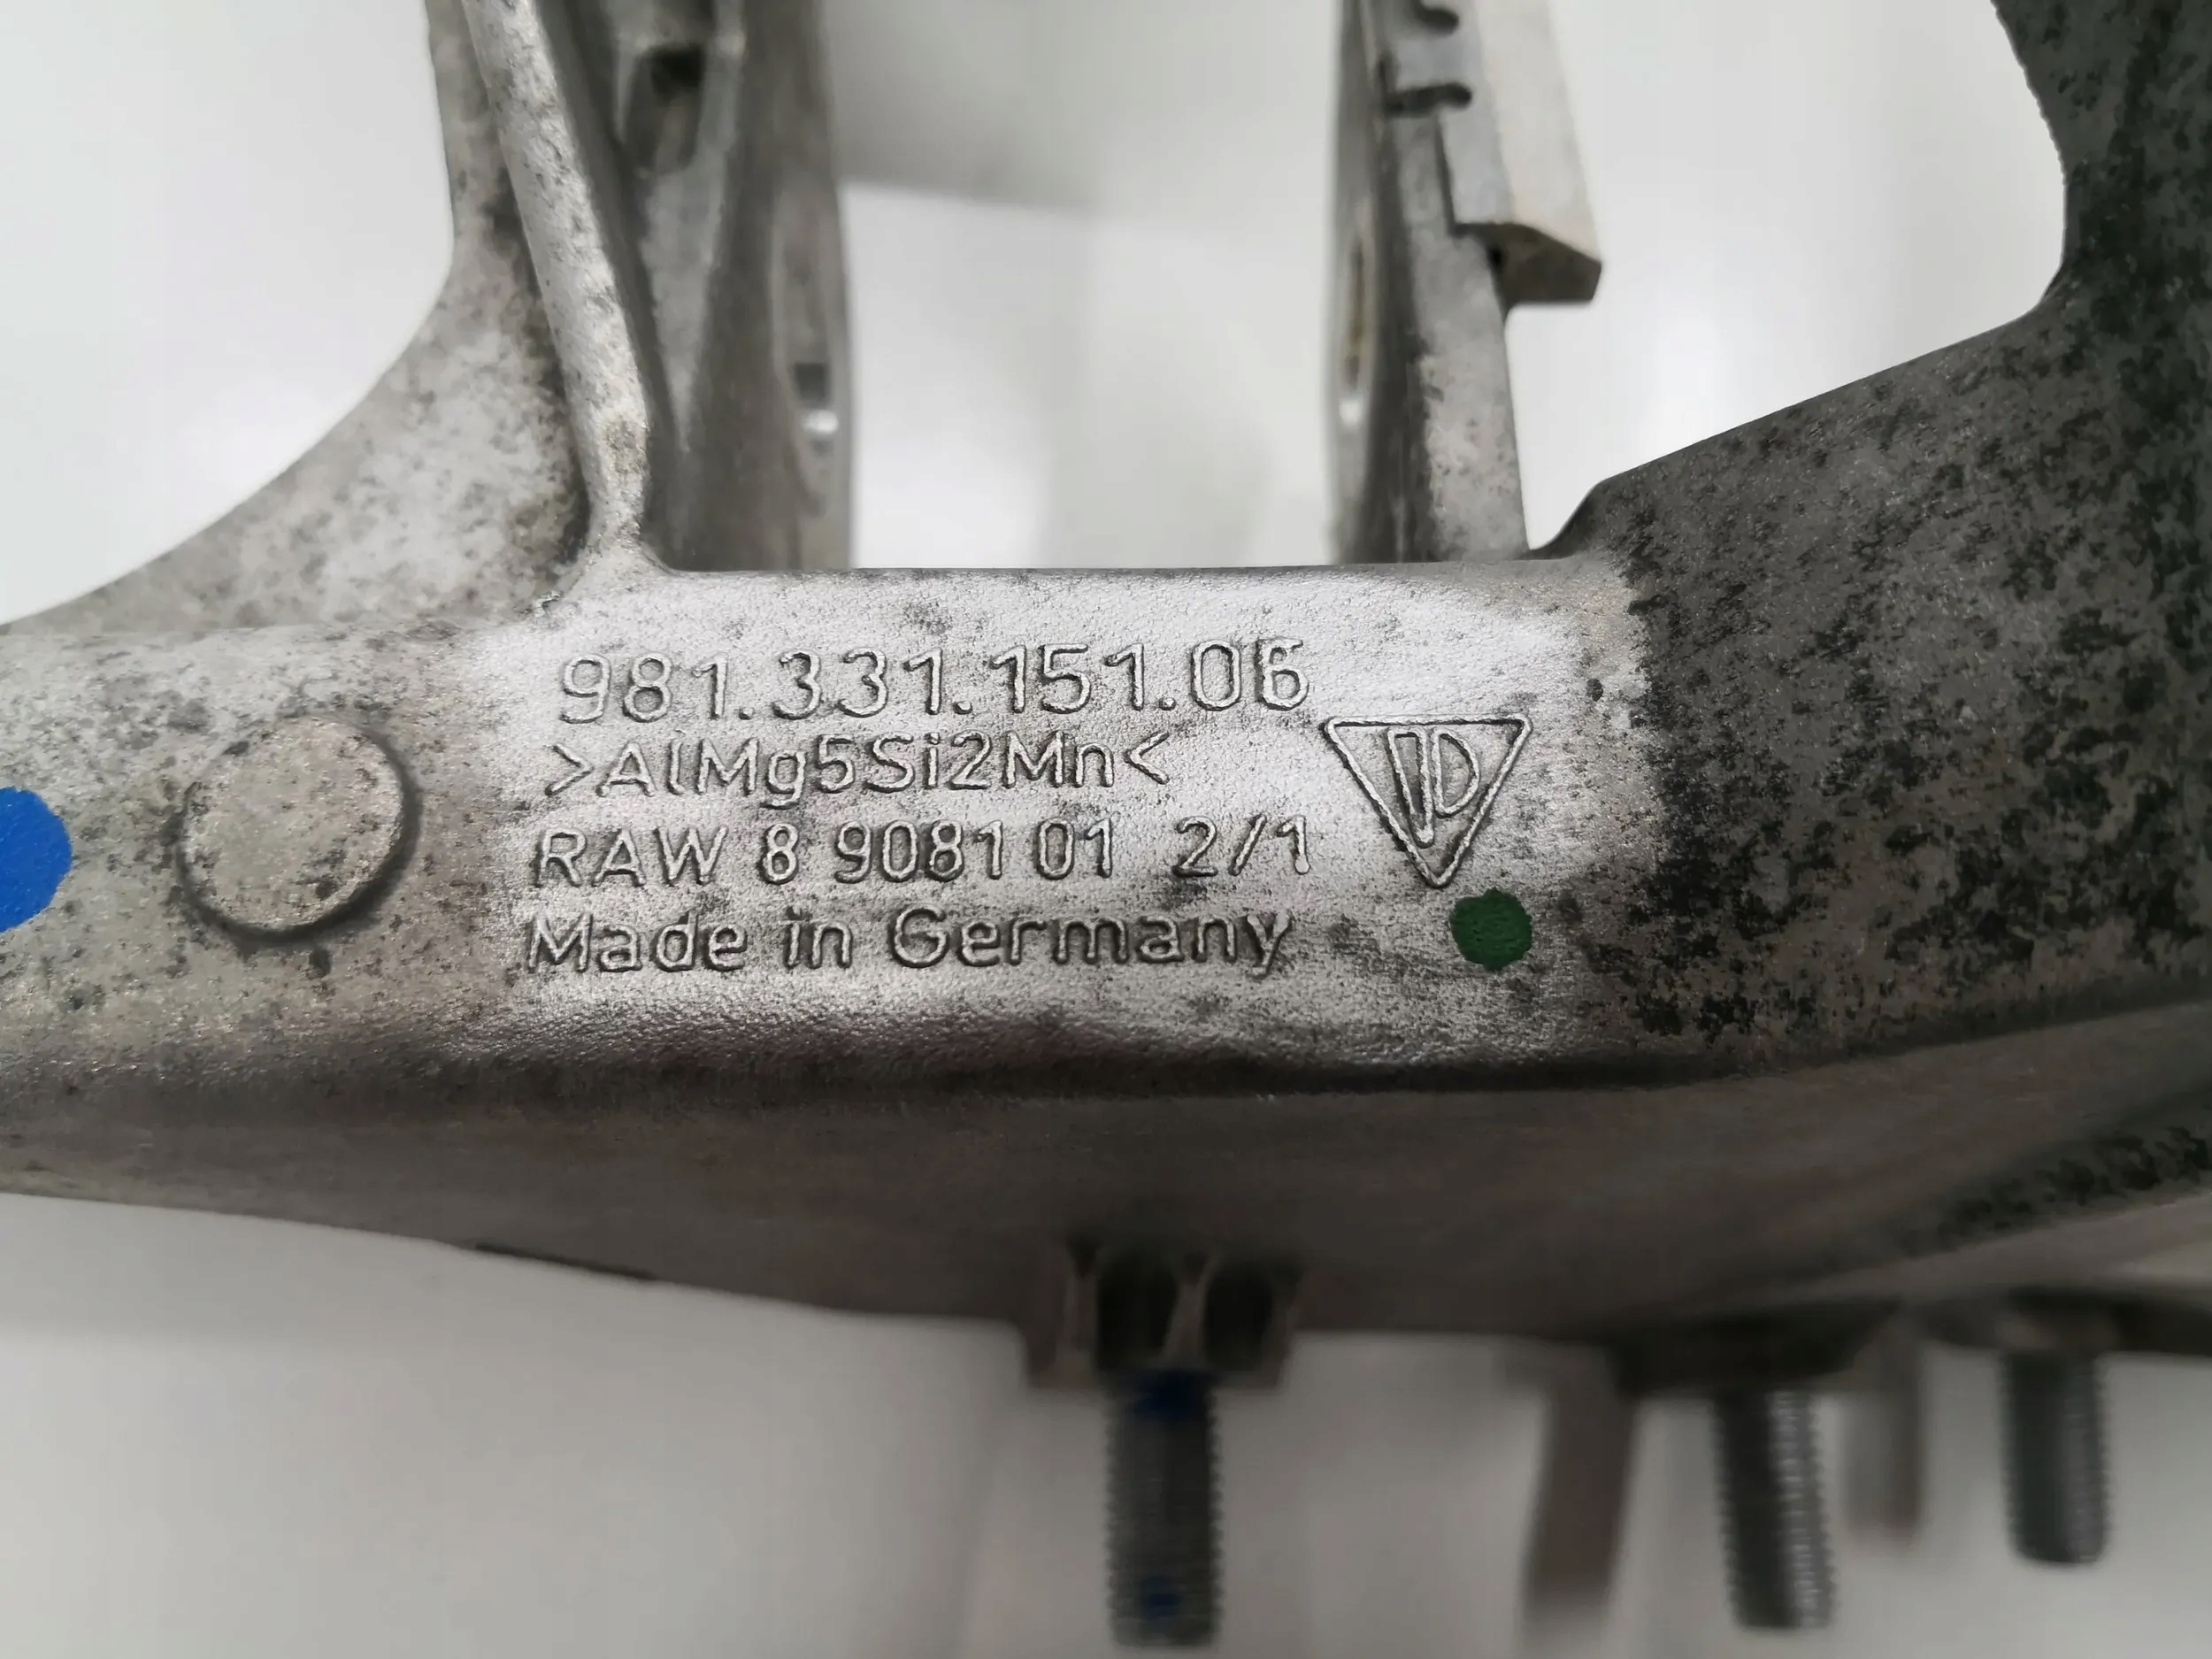 981.331.151.06
>AlMg5Si2Mn<
RAW 8 9081 01 2/1
Made in Germany